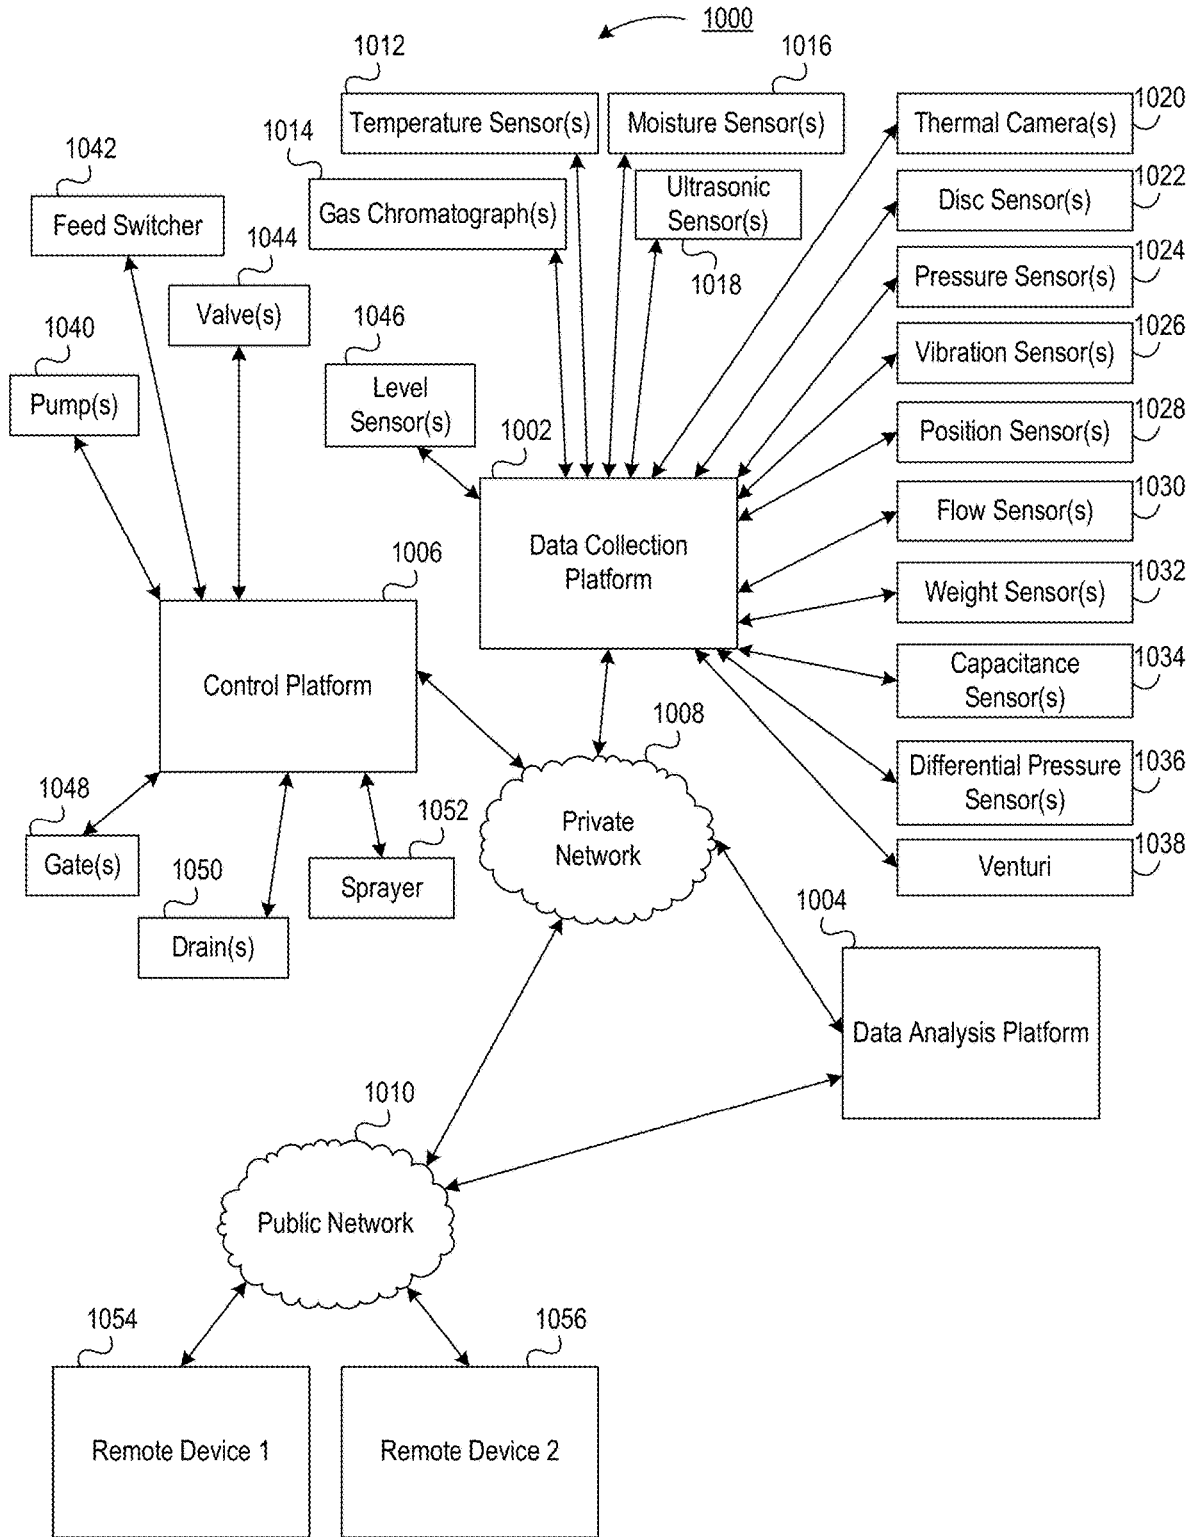 1000
1012
Temperature Sensor(s)
1016
Moisture Sensor(s)
1020
Thermal Camera(s)
1014
Gas Chromatograph(s)
Ultrasonic
Sensor(s)
1018
1022
Disc Sensor(s)
1042
Feed Switcher
1044
Valve(s)
1024
Pressure Sensor(s)
1026
Vibration Sensor(s)
1040
Pump(s)
1046
Level
Sensor(s)
1028
Position Sensor(s)
1002
Data Collection
Platform
1030
Flow Sensor(s)
1032
Weight Sensor(s)
1006
Control Platform
1034
Capacitance
Sensor(s)
1008
Private
Network
1036
Differential Pressure
Sensor(s)
1038
Venturi
1048
Gate(s)
1050
Drain(s)
1052
Sprayer
1004
Data Analysis Platform
1010
Public Network
1054
Remote Device 1
1056
Remote Device 2